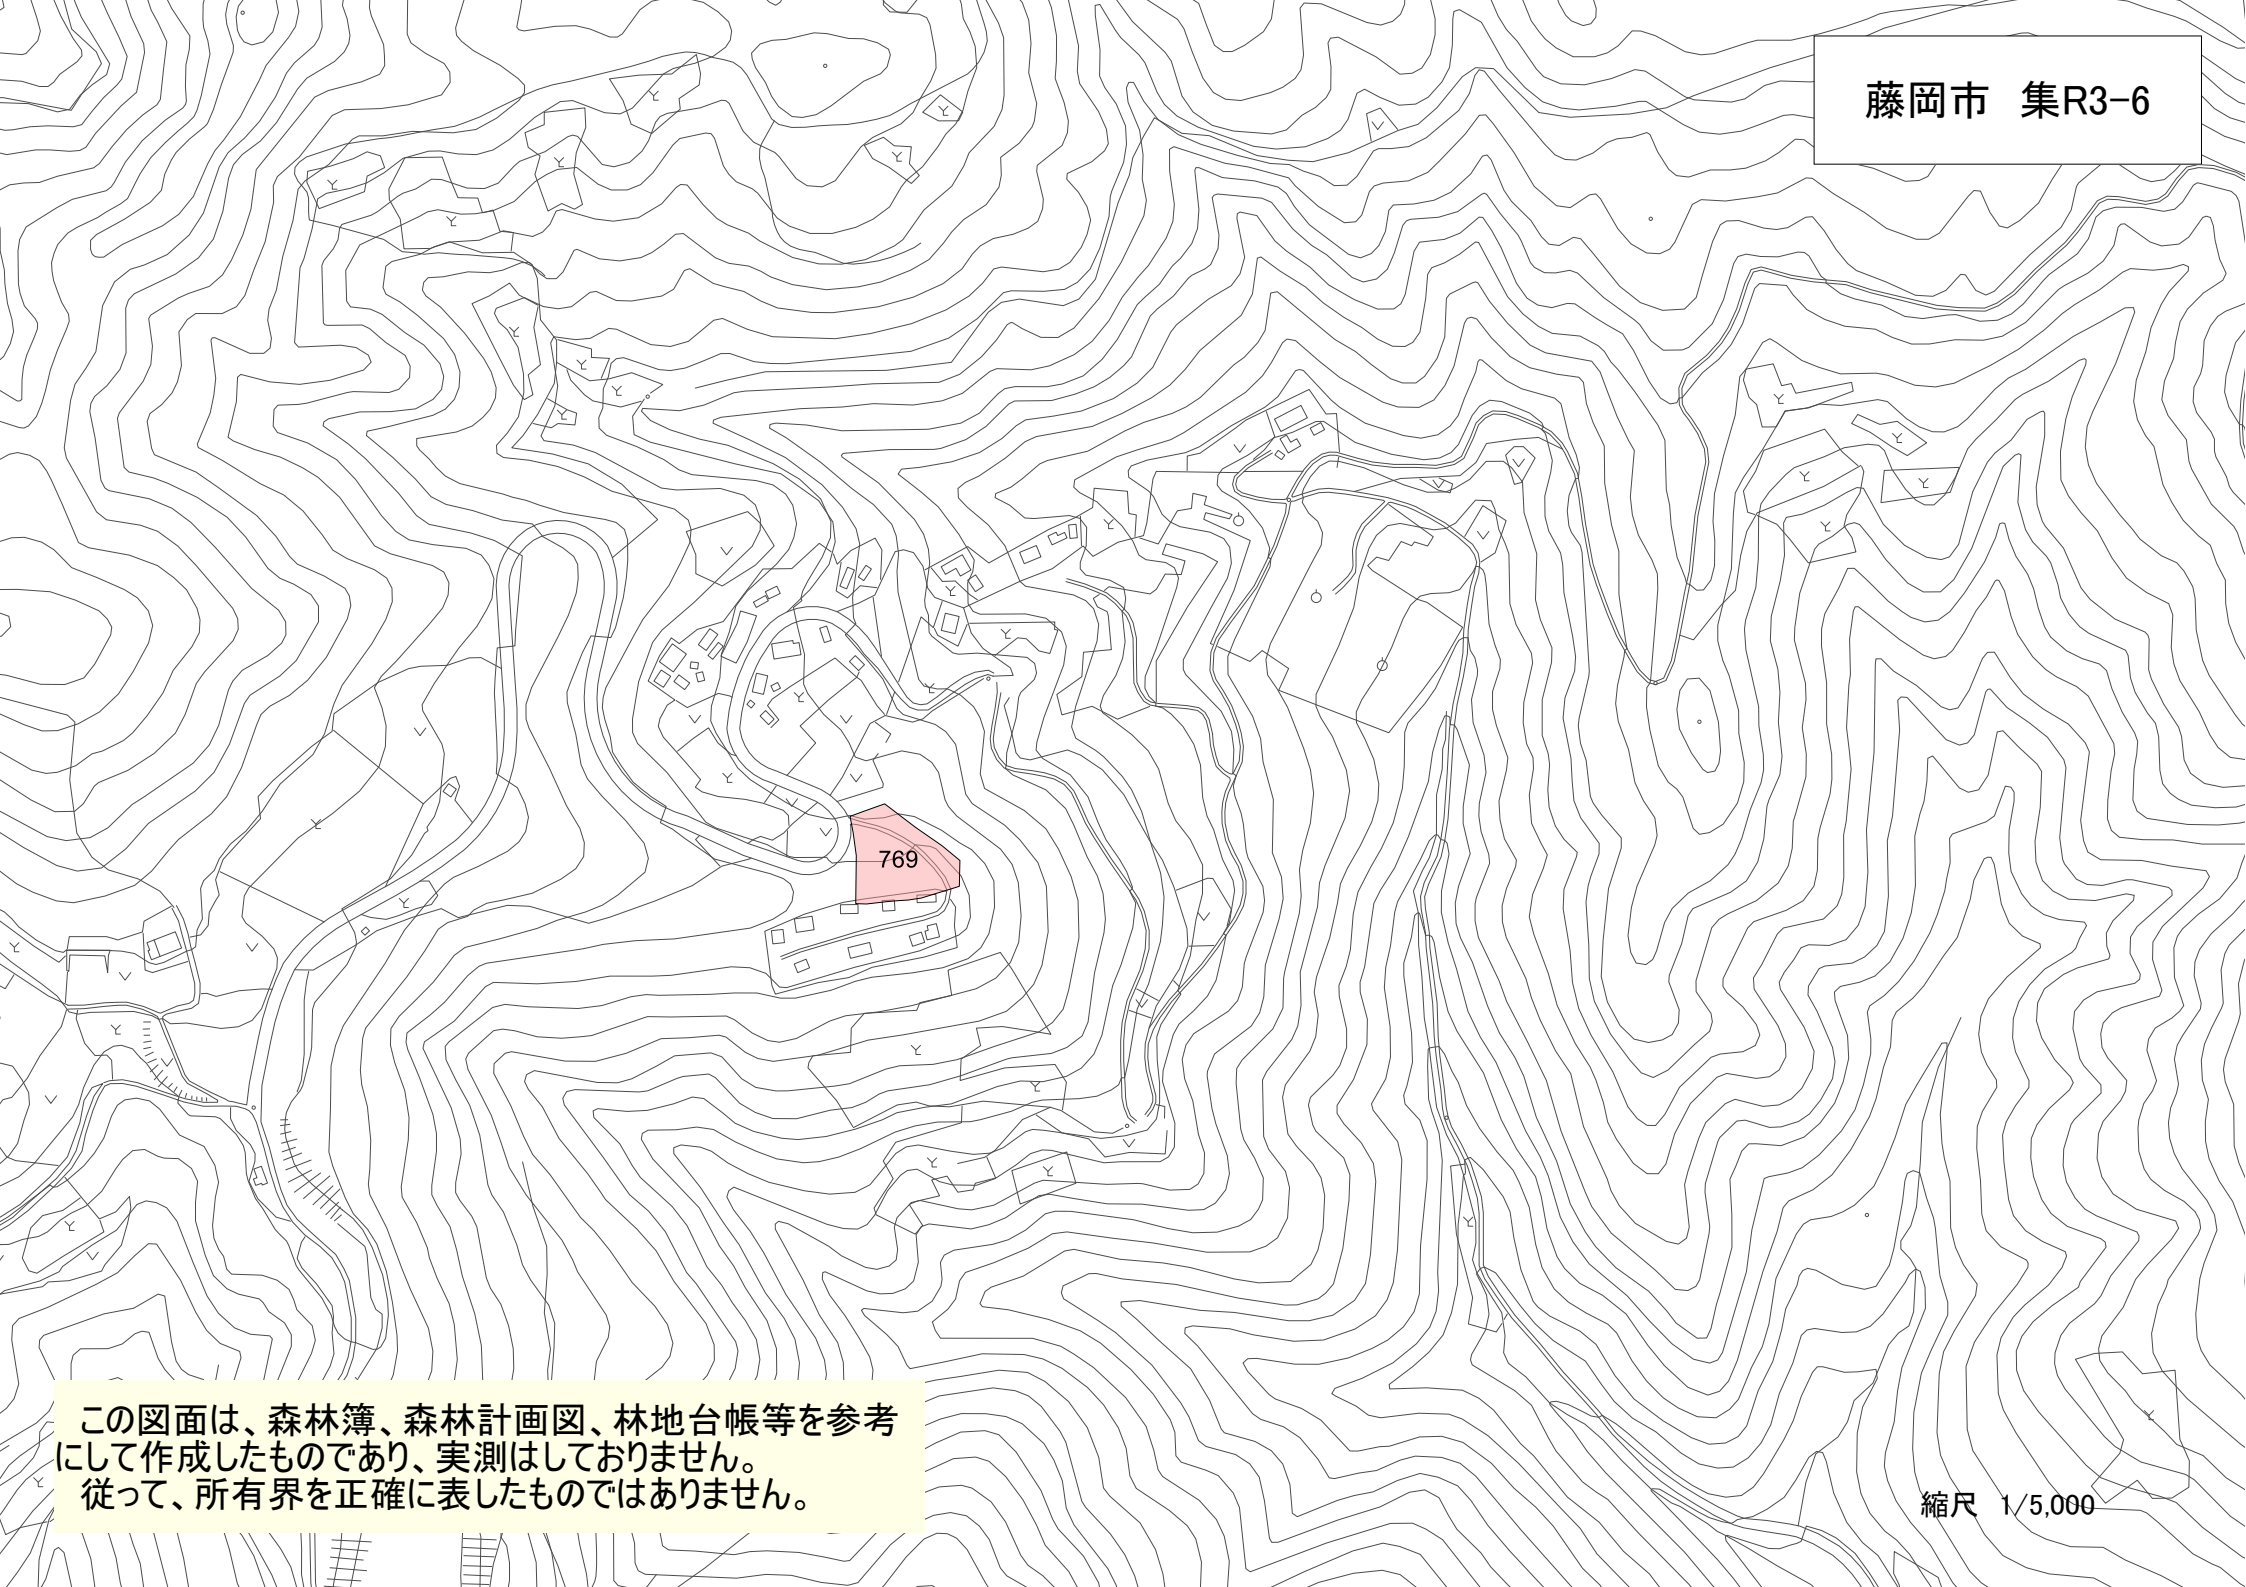 藤岡市　集R3-6
769
　この図面は、森林簿、森林計画図、林地台帳等を参考
にして作成したものであり、実測はしておりません。
　従って、所有界を正確に表したものではありません。
縮尺　1/5,000